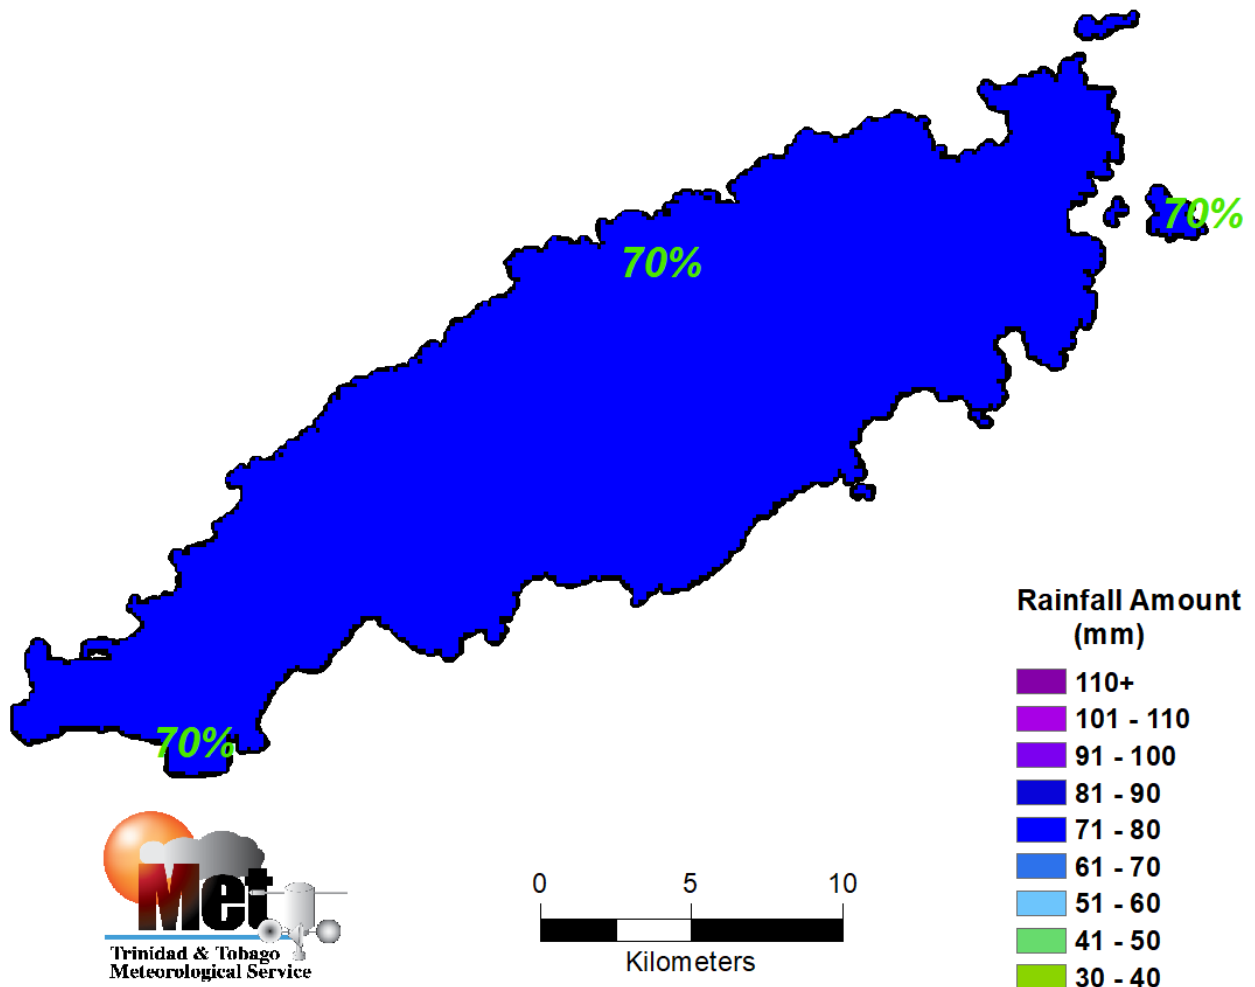 70%
70%
70%
Rainfall Amount
(mm)
110+
101 - 110
91 - 100
81 - 90
71 - 80
61 - 70
51 - 60
41 - 50
30 - 40
0 5 10
Kilometers
Met
Trinidad & Tobago
Meteorological Service